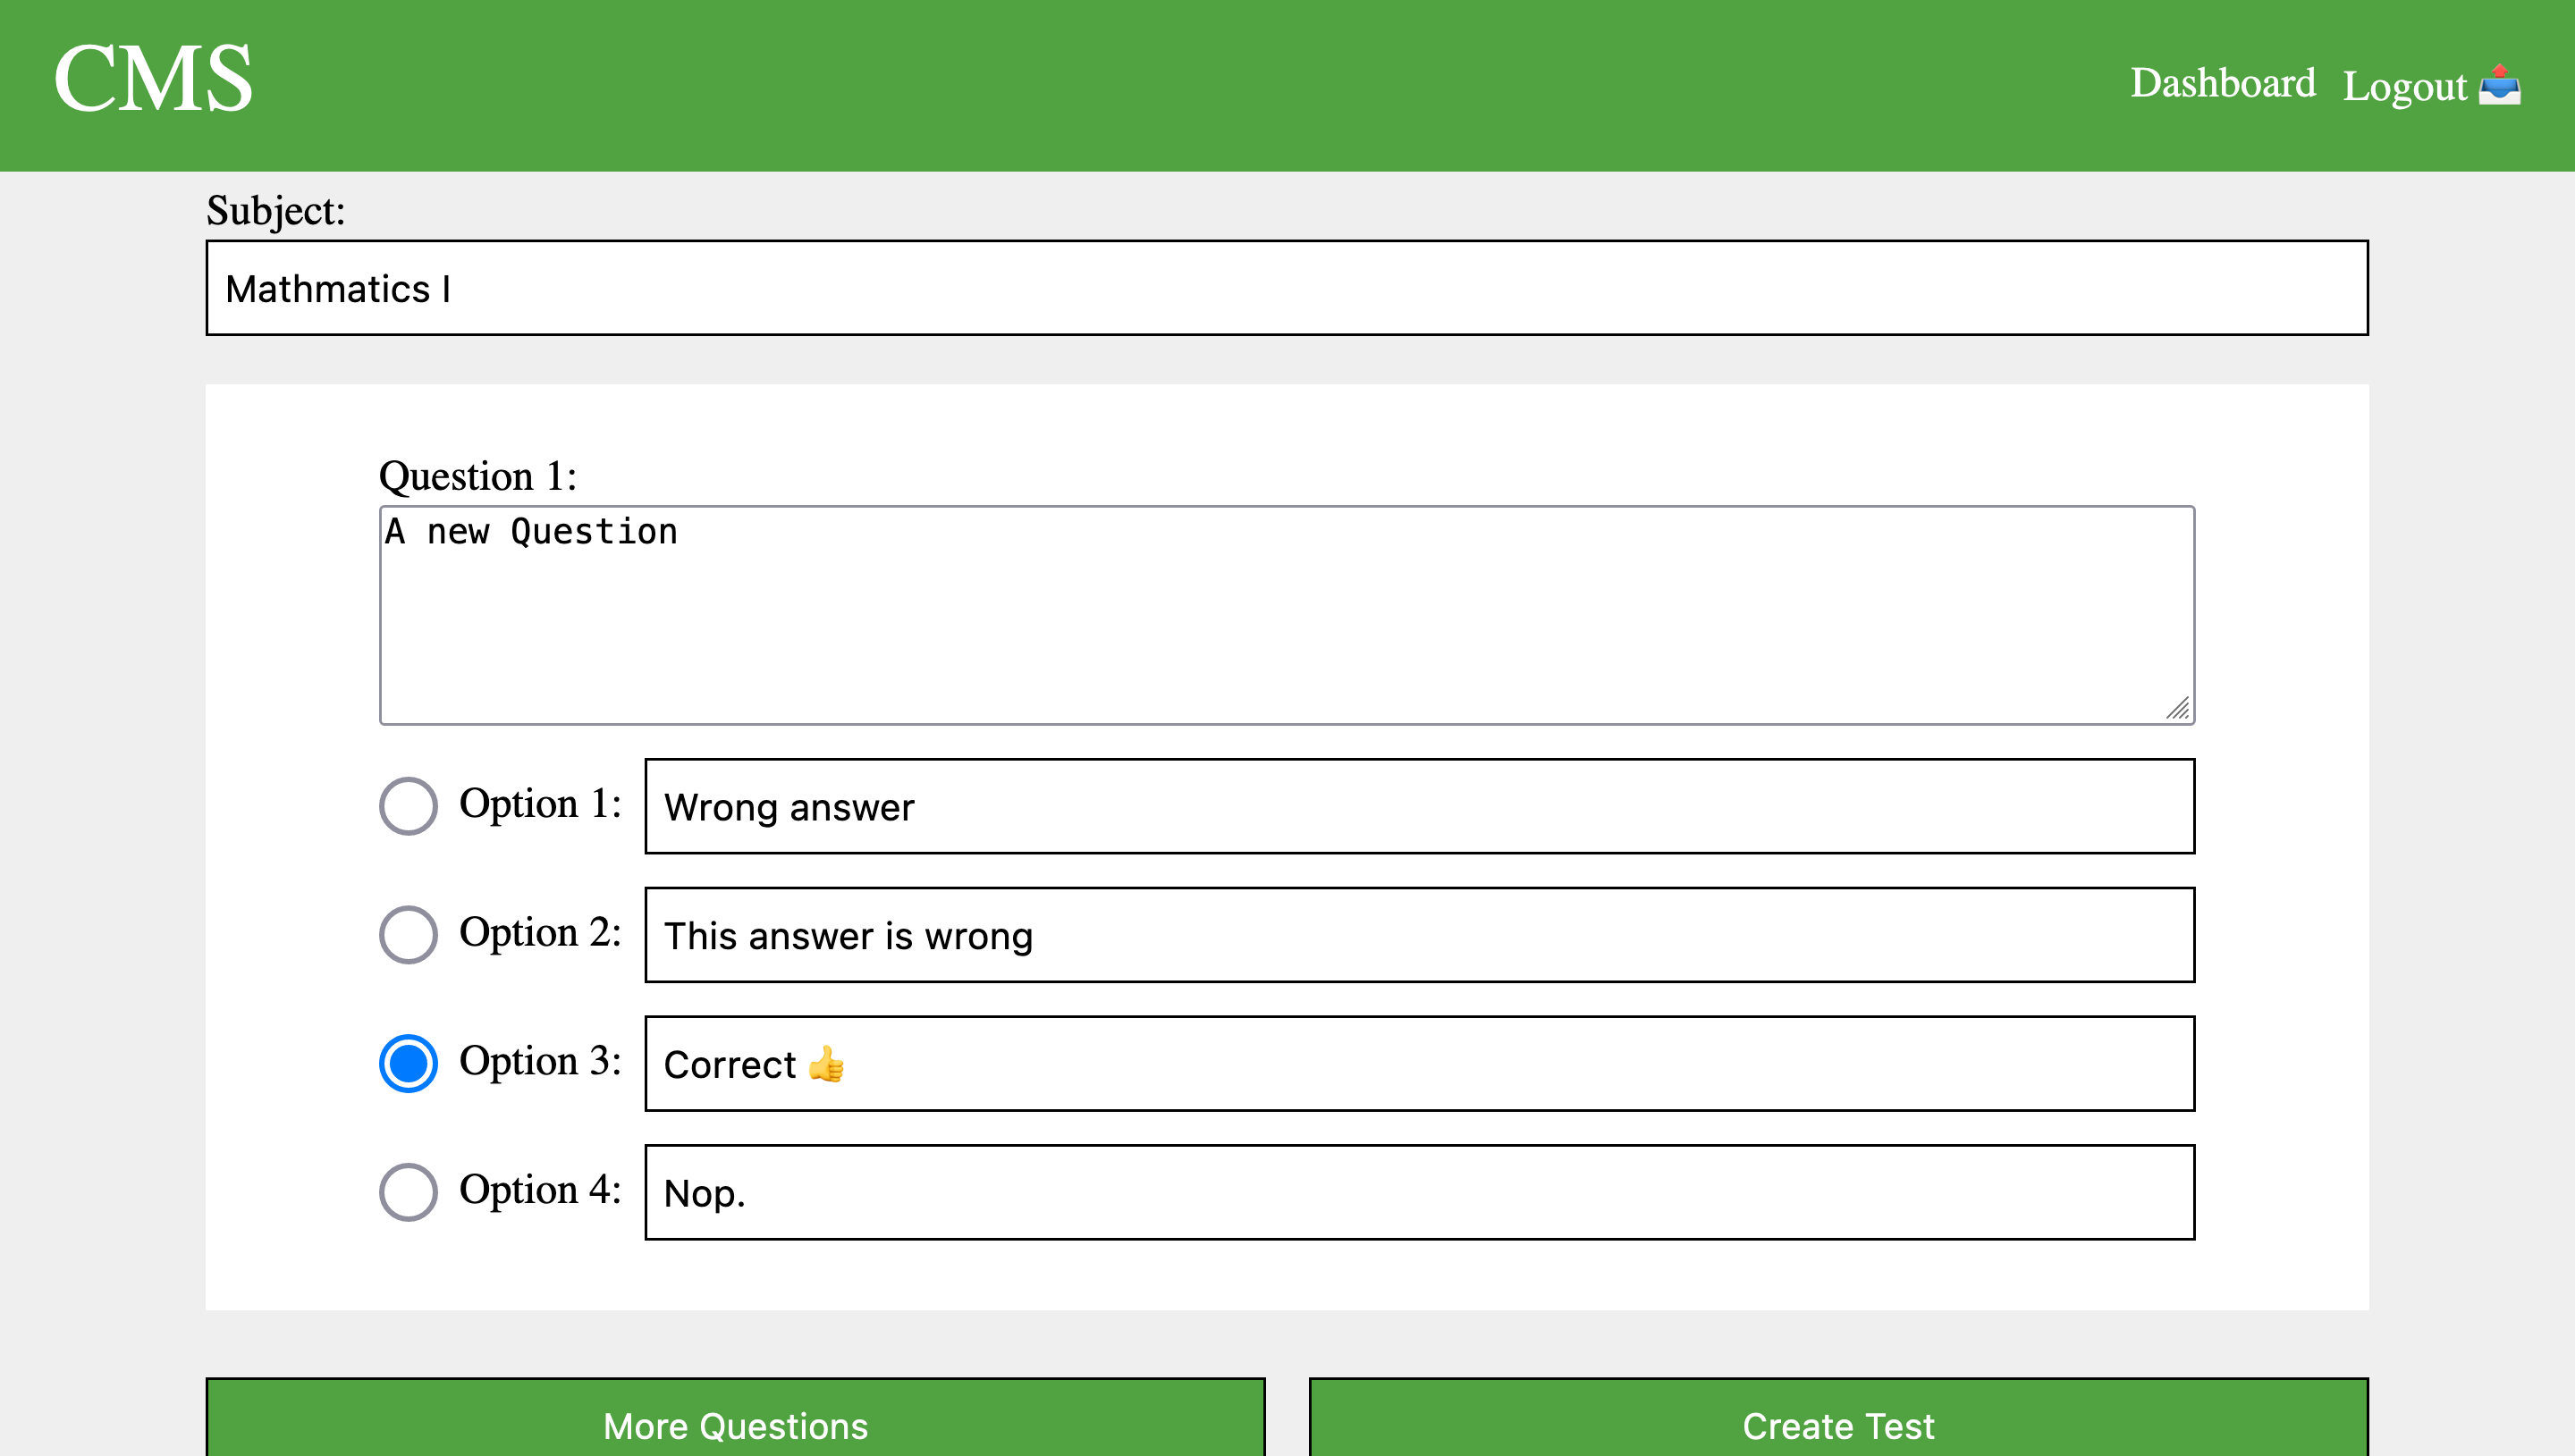 CMS
Dashboard Logout 📤
Subject:
Mathmatics I
Question 1:
A new Question
Option 1: Wrong answer
Option 2: This answer is wrong
Option 3: Correct 👍
Option 4: Nop.
More Questions Create Test